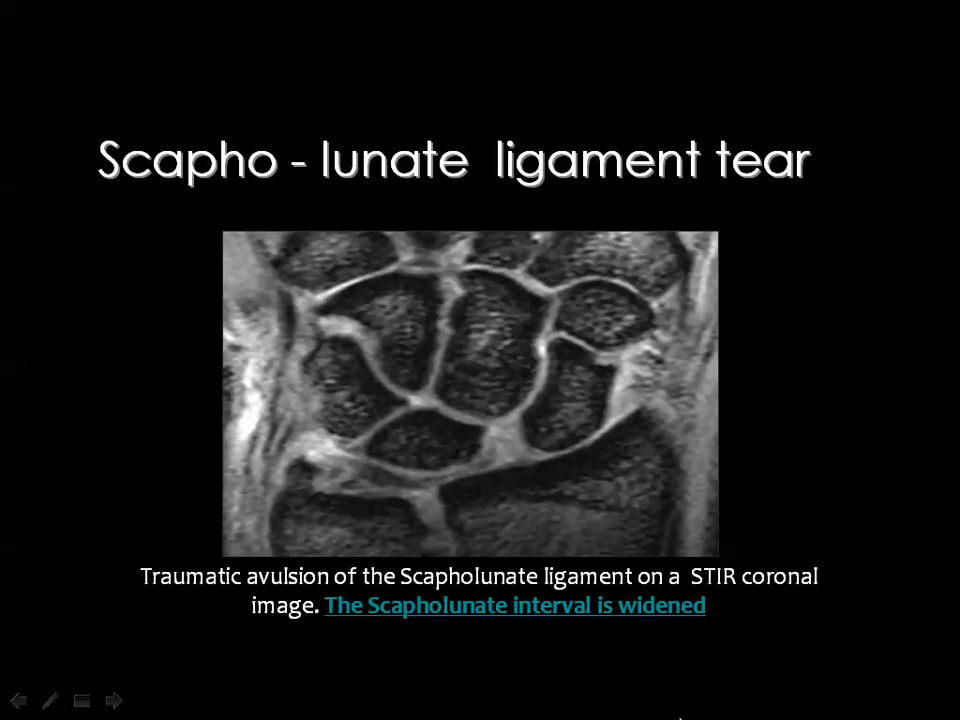 Scapho - lunate ligament tear
Traumatic avulsion of the Scapholunate ligament on a STIR coronal
image. The Scapholunate interval is widened